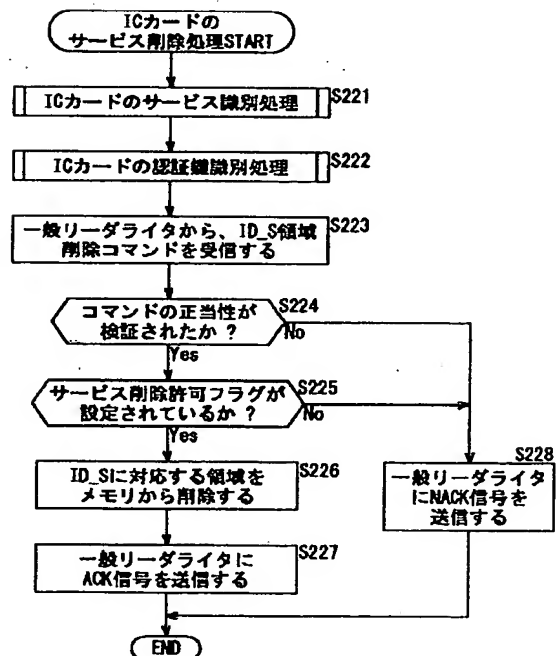 ICカードの
サービス削除処理START
ICカードのサービス識別処理
S221
ICカードの認証鍵識別処理
S222
一般リーダライタから、ID_S領域
削除コマンドを受信する
S223
コマンドの正当性が
検証されたか ?
S224
No
Yes
サービス削除許可フラグが
設定されているか ?
S225
No
Yes
ID_Sに対応する領域を
メモリから削除する
S226
一般リーダライタ
にNACK信号を
送信する
S228
一般リーダライタに
ACK信号を送信する
S227
END